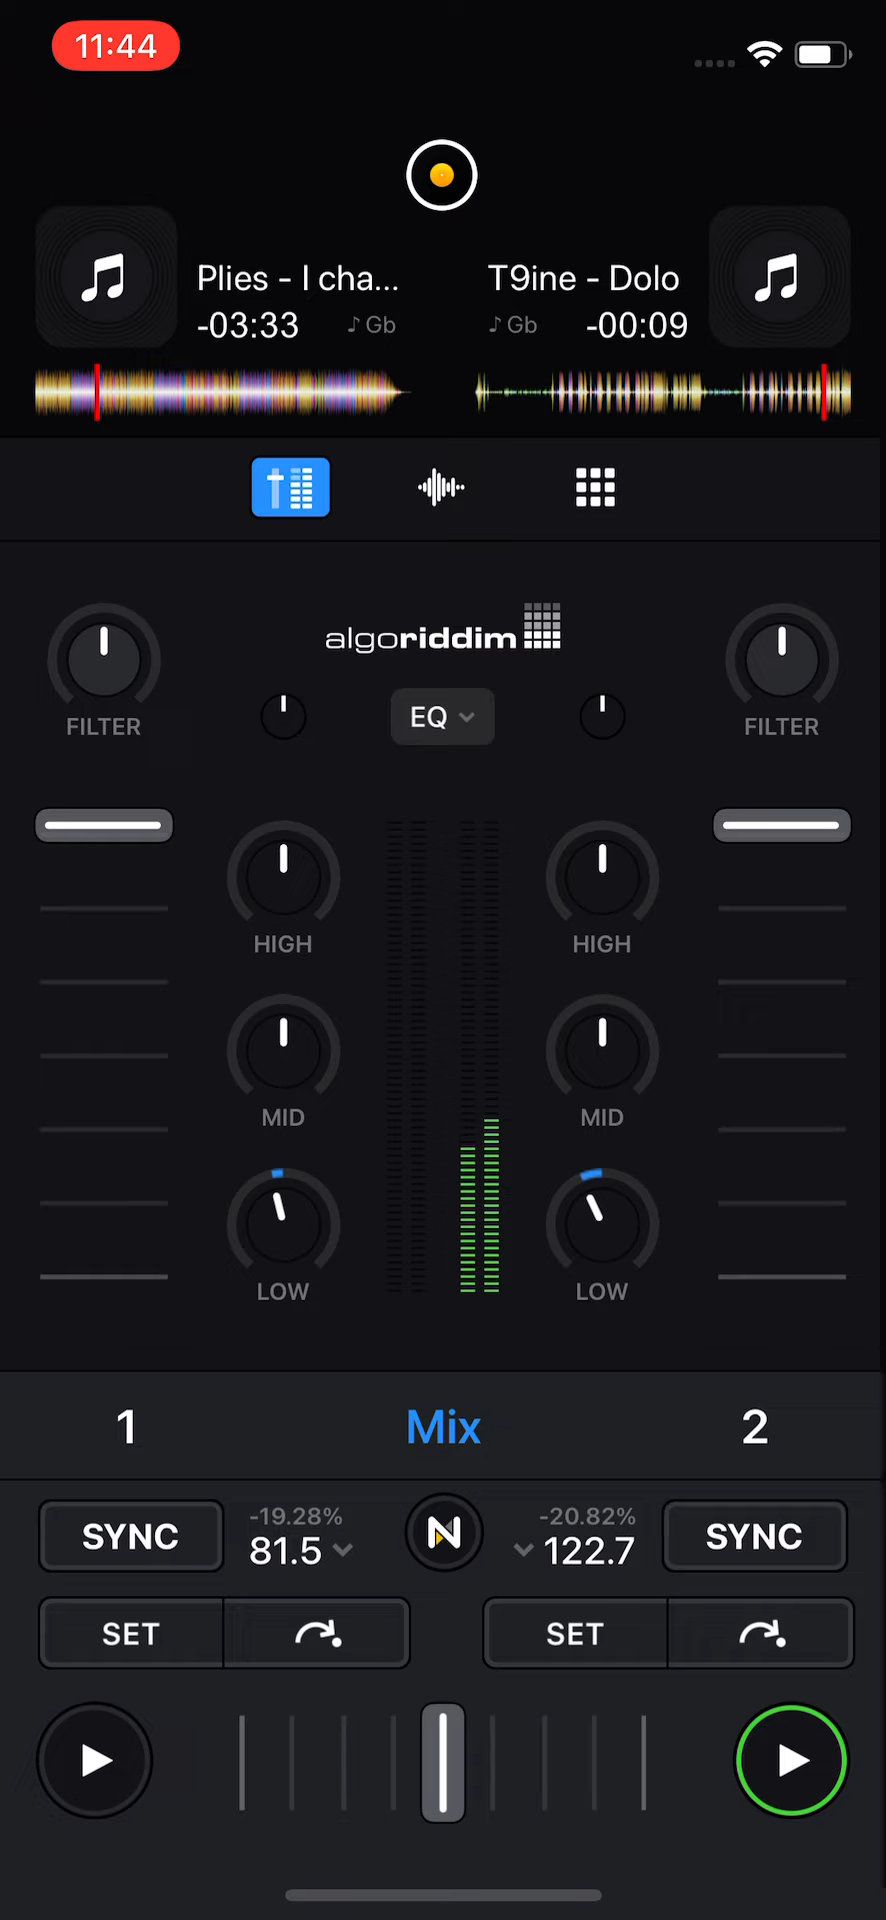 11:44
Plies - I cha...
-03:33
♪ Gb
T9ine - Dolo
♪ Gb
-00:09
algoriddim
FILTER
EQ
FILTER
HIGH
HIGH
MID
MID
LOW
LOW
1
Mix
2
SYNC
-19.28%
81.5
N
-20.82%
122.7
SYNC
SET
SET